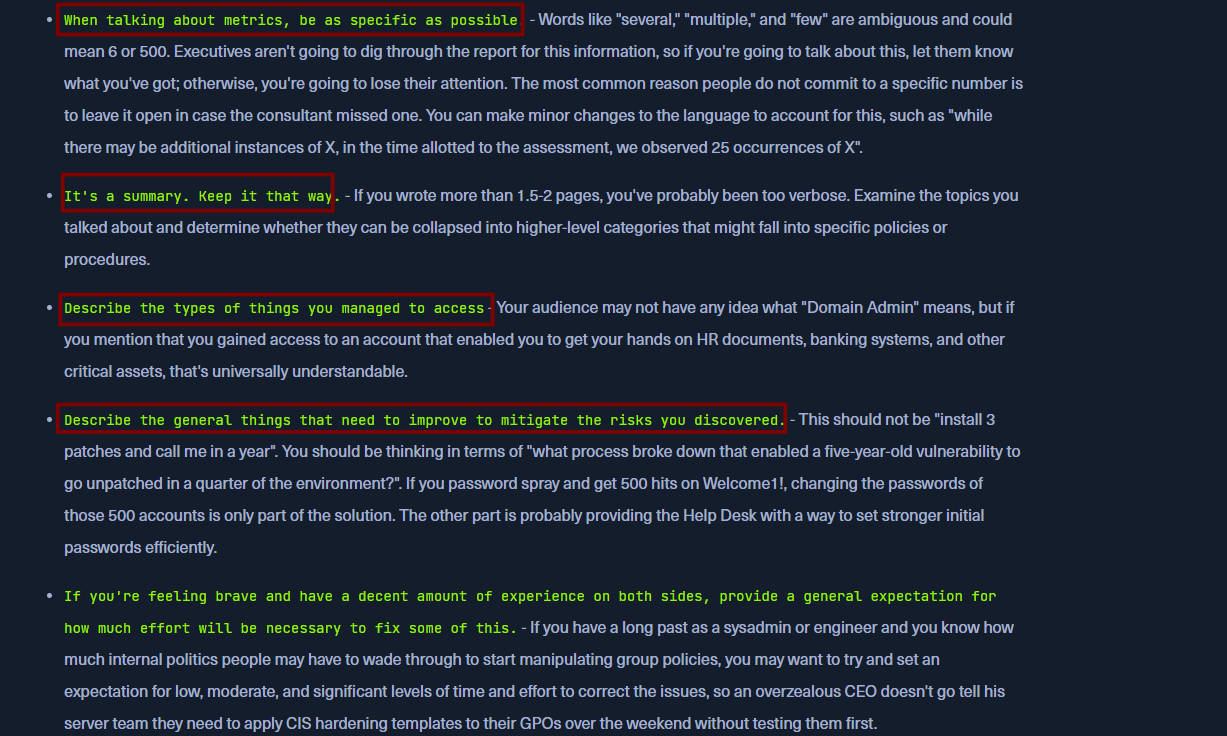 • When talking about metrics, be as specific as possible. - Words like "several," "multiple," and "few" are ambiguous and could
mean 6 or 500. Executives aren't going to dig through the report for this information, so if you're going to talk about this, let them know
what you've got; otherwise, you're going to lose their attention. The most common reason people do not commit to a specific number is
to leave it open in case the consultant missed one. You can make minor changes to the language to account for this, such as "while
there may be additional instances of X, in the time allotted to the assessment, we observed 25 occurrences of X".
• It's a summary. Keep it that way. - If you wrote more than 1.5-2 pages, you've probably been too verbose. Examine the topics you
talked about and determine whether they can be collapsed into higher-level categories that might fall into specific policies or
procedures.
• Describe the types of things you managed to access - Your audience may not have any idea what "Domain Admin" means, but if
you mention that you gained access to an account that enabled you to get your hands on HR documents, banking systems, and other
critical assets, that's universally understandable.
• Describe the general things that need to improve to mitigate the risks you discovered. - This should not be "install 3
patches and call me in a year". You should be thinking in terms of "what process broke down that enabled a five-year-old vulnerability to
go unpatched in a quarter of the environment?". If you password spray and get 500 hits on Welcome1!, changing the passwords of
those 500 accounts is only part of the solution. The other part is probably providing the Help Desk with a way to set stronger initial
passwords efficiently.
• If you're feeling brave and have a decent amount of experience on both sides, provide a general expectation for
how much effort will be necessary to fix some of this. - If you have a long past as a sysadmin or engineer and you know how
much internal politics people may have to wade through to start manipulating group policies, you may want to try and set an
expectation for low, moderate, and significant levels of time and effort to correct the issues, so an overzealous CEO doesn't go tell his
server team they need to apply CIS hardening templates to their GPOs over the weekend without testing them first.